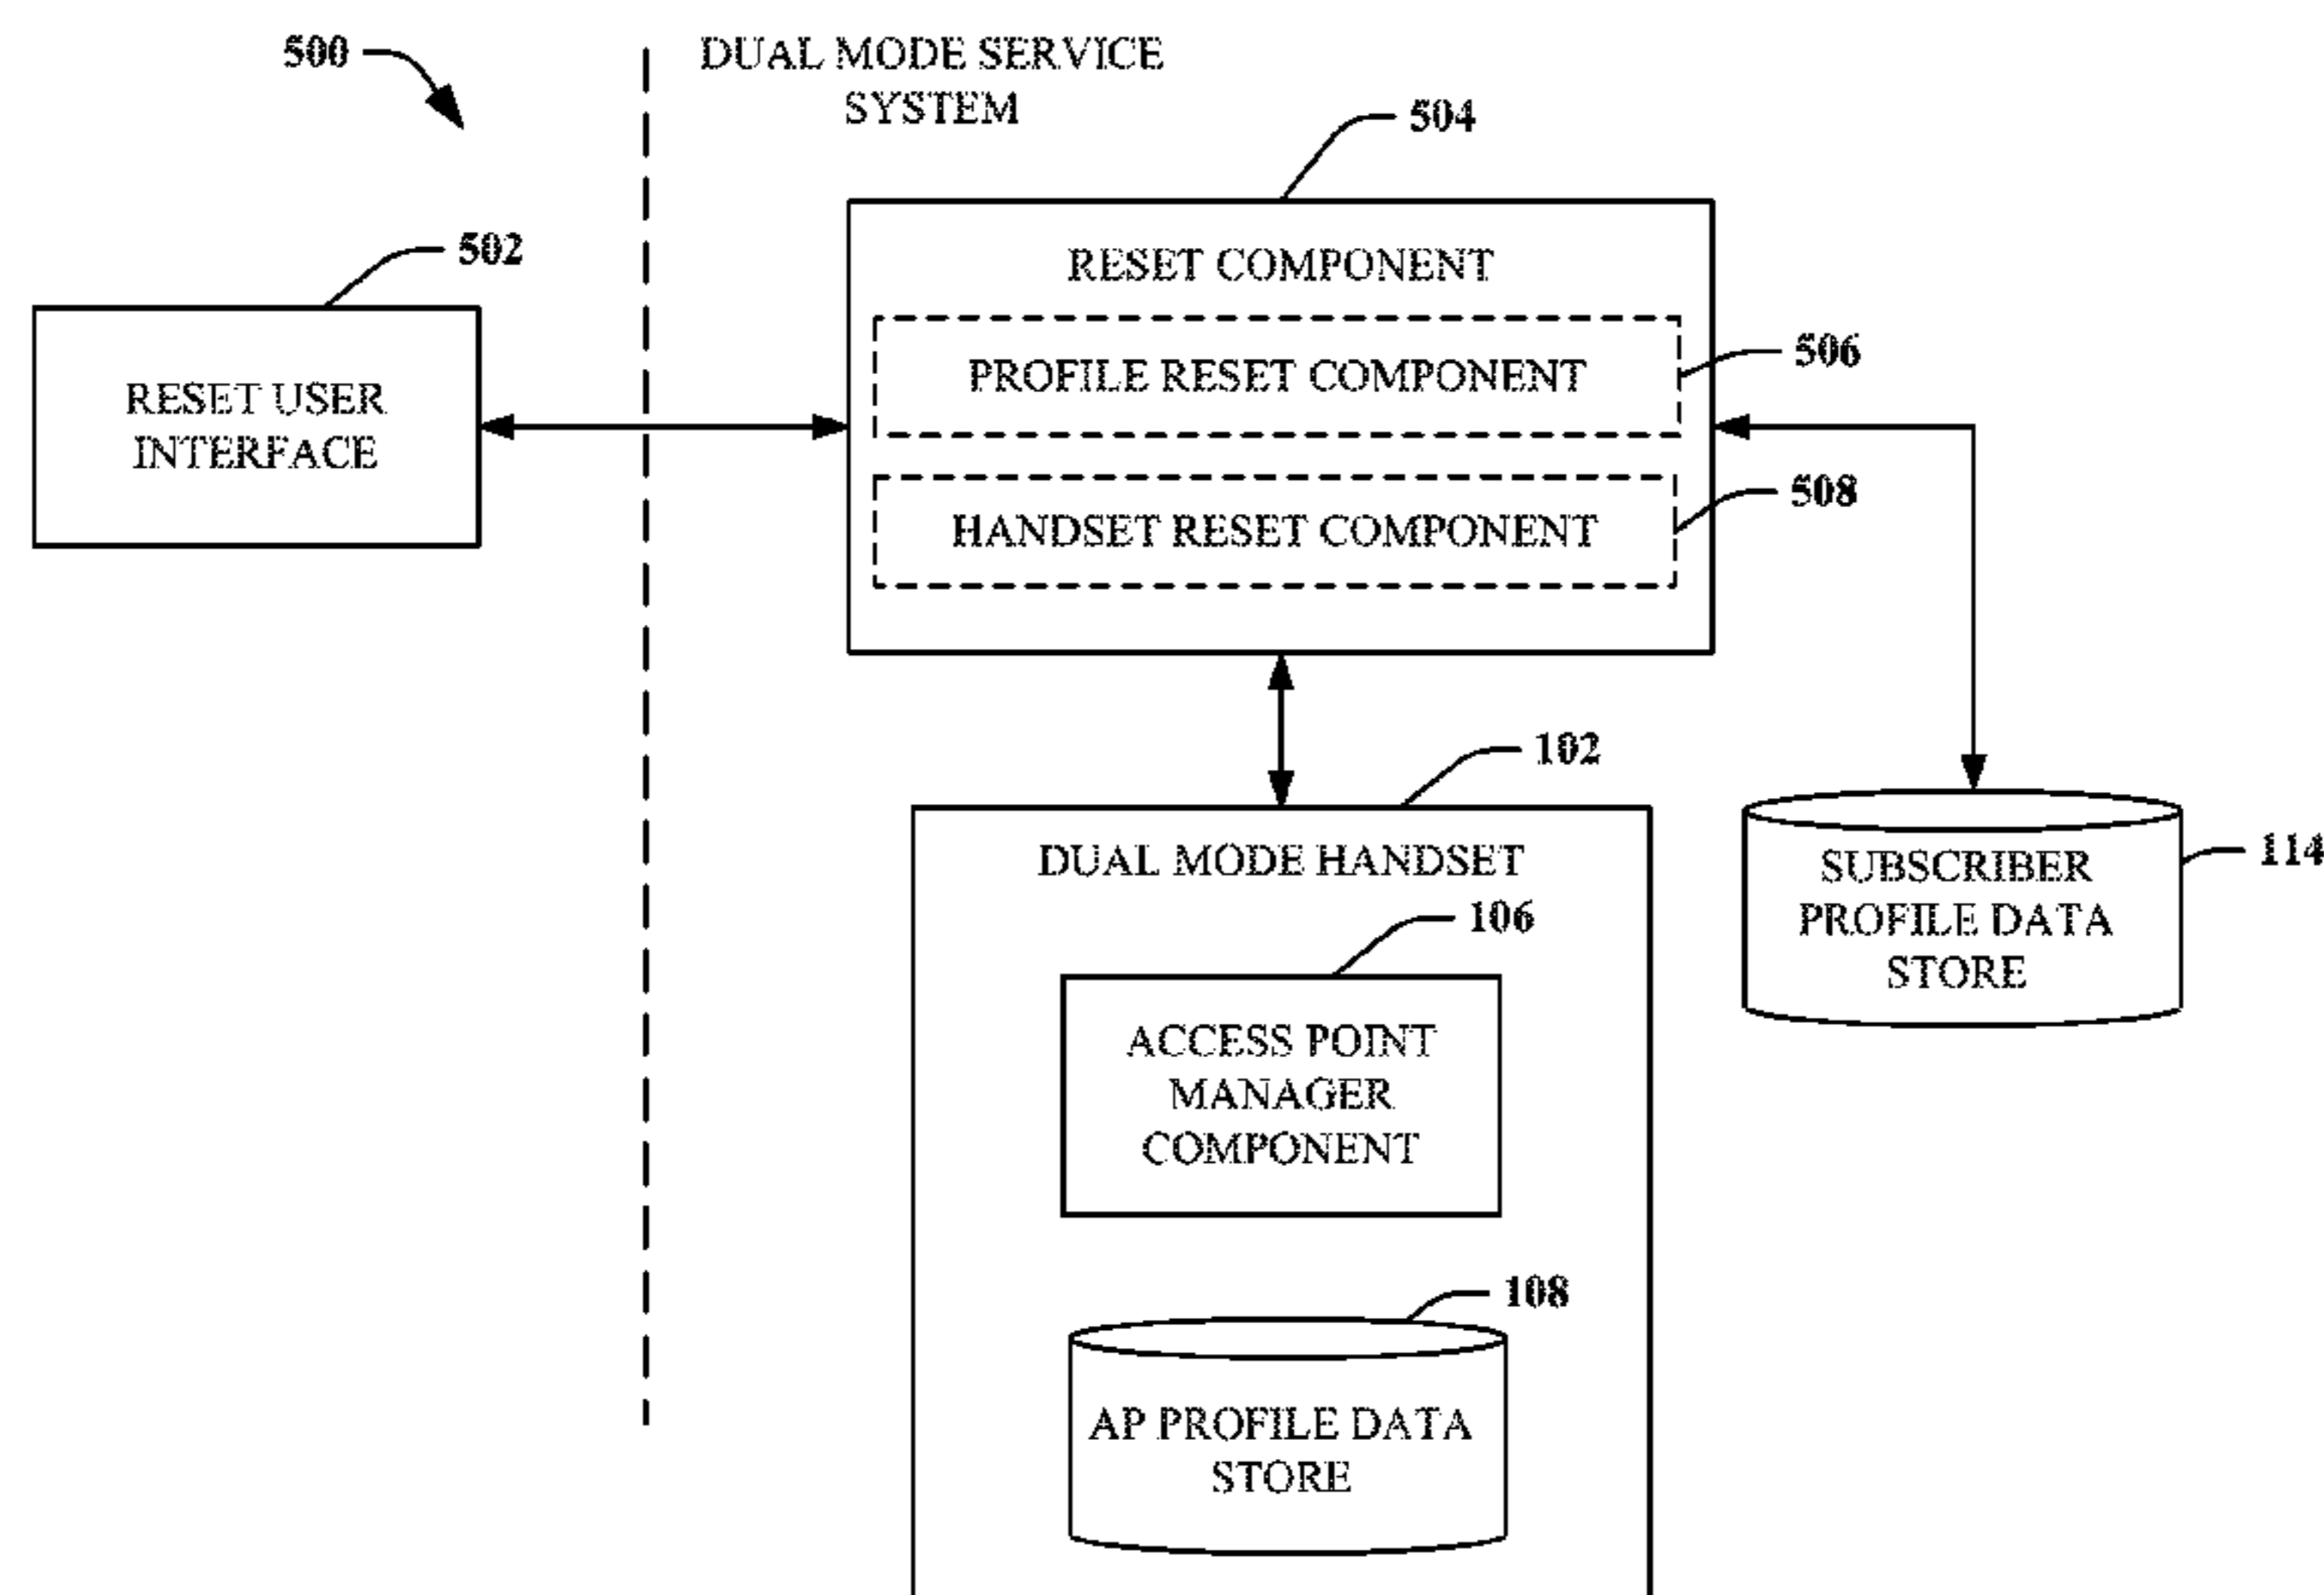 500
DUAL MODE SERVICE
SYSTEM
504
502
RESET COMPONENT
506
PROFILE RESET COMPONENT
RESET USER
INTERFACE
508
HANDSET RESET COMPONENT
102
DUAL MODE HANDSET
114
SUBSCRIBER
PROFILE DATA
STORE
106
ACCESS POINT
MANAGER
COMPONENT
108
AP PROFILE DATA
STORE